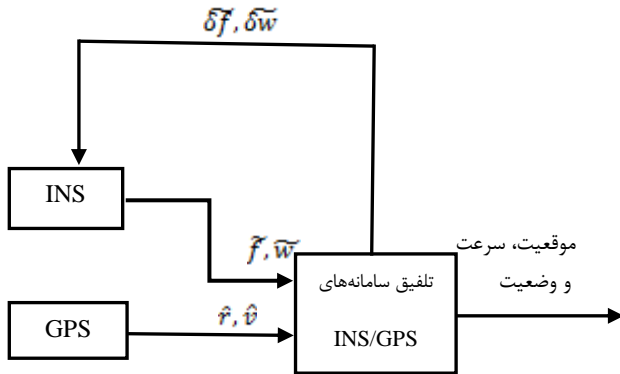 δf̃, δw̃
INS
f̃, w̃
GPS
r̂, v̂
تلفیق سامانه‌های
INS/GPS
موقعیت، سرعت
و وضعیت